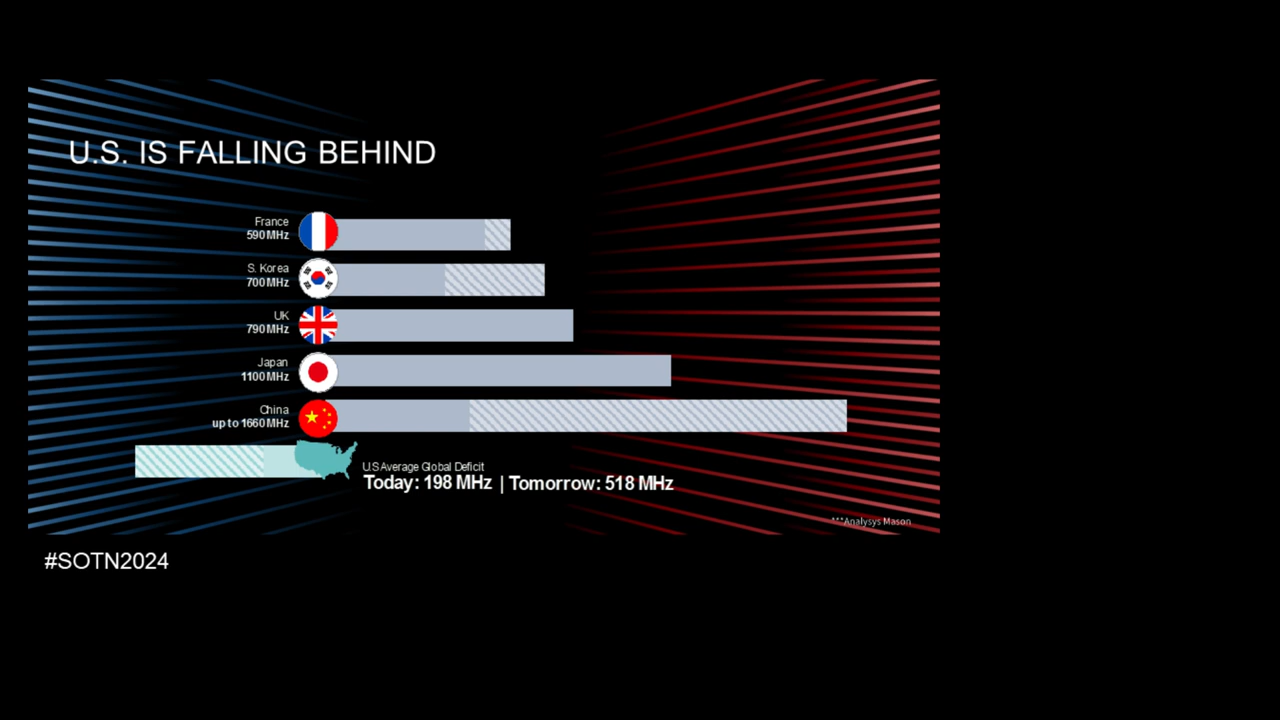 U.S. IS FALLING BEHIND
France
590 MHz
S. Korea
700 MHz
UK
790 MHz
Japan
1100 MHz
China
up to 1660 MHz
U.S Average Global Deficit
Today: 198 MHz | Tomorrow: 518 MHz
***Analysys Mason
#SOTN2024